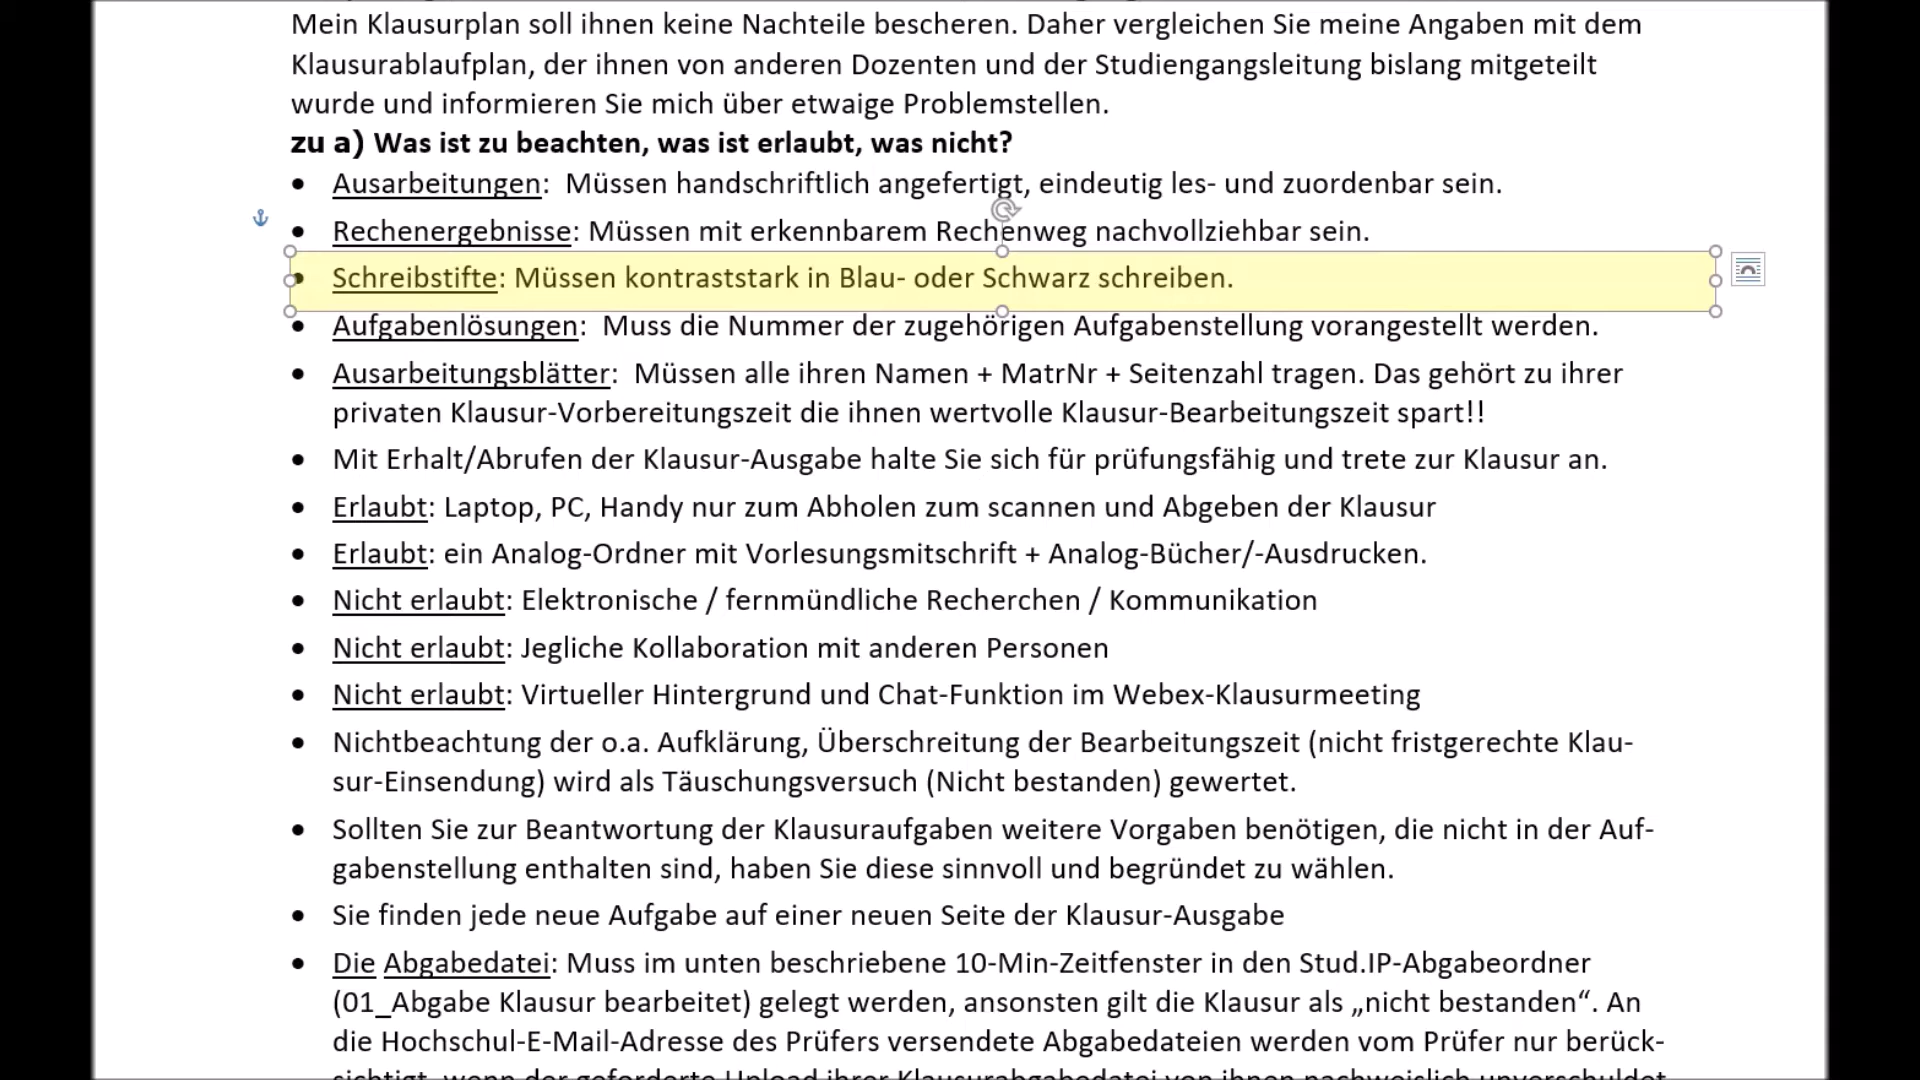 Mein Klausurplan soll ihnen keine Nachteile bescheren. Daher vergleichen Sie meine Angaben mit dem
Klausurablaufplan, der ihnen von anderen Dozenten und der Studiengangsleitung bislang mitgeteilt
wurde und informieren Sie mich über etwaige Problemstellen.
zu a) Was ist zu beachten, was ist erlaubt, was nicht?
• Ausarbeitungen:  Müssen handschriftlich angefertigt, eindeutig les- und zuordenbar sein.
• Rechenergebnisse: Müssen mit erkennbarem Rechenweg nachvollziehbar sein.
• Schreibstifte: Müssen kontraststark in Blau- oder Schwarz schreiben.
• Aufgabenlösungen:  Muss die Nummer der zugehörigen Aufgabenstellung vorangestellt werden.
• Ausarbeitungsblätter:  Müssen alle ihren Namen + MatrNr + Seitenzahl tragen. Das gehört zu ihrer
privaten Klausur-Vorbereitungszeit die ihnen wertvolle Klausur-Bearbeitungszeit spart!!
• Mit Erhalt/Abrufen der Klausur-Ausgabe halte Sie sich für prüfungsfähig und trete zur Klausur an.
• Erlaubt: Laptop, PC, Handy nur zum Abholen zum scannen und Abgeben der Klausur
• Erlaubt: ein Analog-Ordner mit Vorlesungsmitschrift + Analog-Bücher/-Ausdrucken.
• Nicht erlaubt: Elektronische / fernmündliche Recherchen / Kommunikation
• Nicht erlaubt: Jegliche Kollaboration mit anderen Personen
• Nicht erlaubt: Virtueller Hintergrund und Chat-Funktion im Webex-Klausurmeeting
• Nichtbeachtung der o.a. Aufklärung, Überschreitung der Bearbeitungszeit (nicht fristgerechte Klau-
sur-Einsendung) wird als Täuschungsversuch (Nicht bestanden) gewertet.
• Sollten Sie zur Beantwortung der Klausuraufgaben weitere Vorgaben benötigen, die nicht in der Auf-
gabenstellung enthalten sind, haben Sie diese sinnvoll und begründet zu wählen.
• Sie finden jede neue Aufgabe auf einer neuen Seite der Klausur-Ausgabe
• Die Abgabedatei: Muss im unten beschriebene 10-Min-Zeitfenster in den Stud.IP-Abgabeordner
(01_Abgabe Klausur bearbeitet) gelegt werden, ansonsten gilt die Klausur als „nicht bestanden“. An
die Hochschul-E-Mail-Adresse des Prüfers versendete Abgabedateien werden vom Prüfer nur berück-
sichtigt, wenn der geforderte Upload ihrer Klausurabgabedatei von ihnen nachweislich unverschuldet